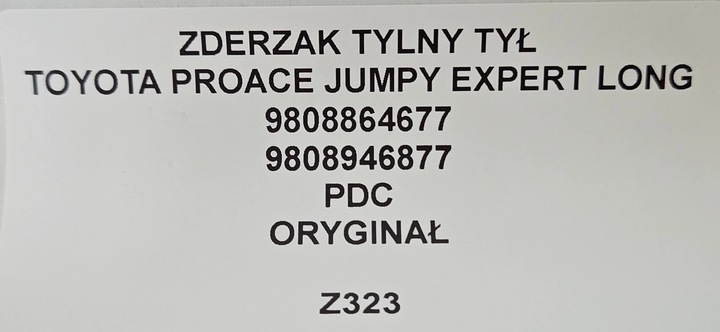 ZDERZAK TYLNY TYŁ
TOYOTA PROACE JUMPY EXPERT LONG
9808864677
9808946877
PDC
ORYGINAŁ
Z323